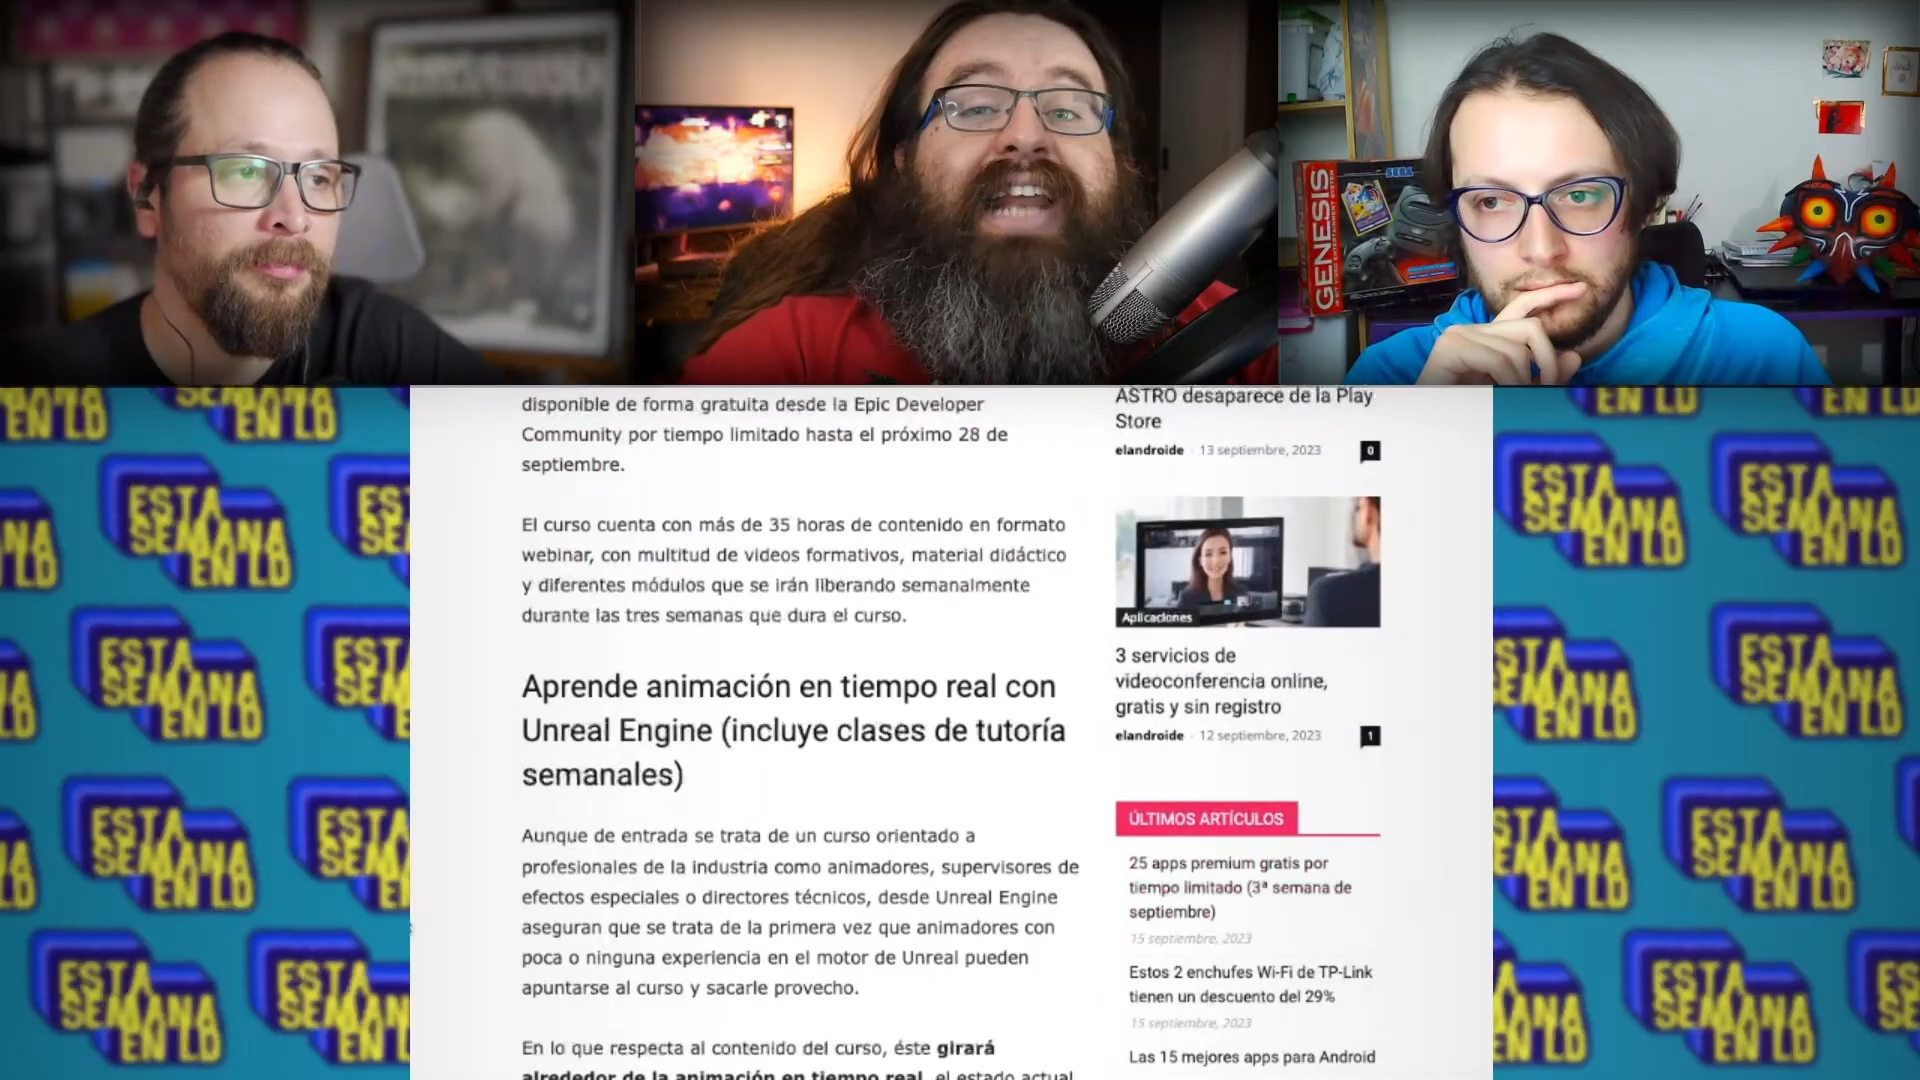 GENESIS
SEGA
disponible de forma gratuita desde la Epic Developer
Community por tiempo limitado hasta el próximo 28 de
septiembre.
El curso cuenta con más de 35 horas de contenido en formato
webinar, con multitud de videos formativos, material didáctico
y diferentes módulos que se irán liberando semanalmente
durante las tres semanas que dura el curso.
Aprende animación en tiempo real con
Unreal Engine (incluye clases de tutoría
semanales)
Aunque de entrada se trata de un curso orientado a
profesionales de la industria como animadores, supervisores de
efectos especiales o directores técnicos, desde Unreal Engine
aseguran que se trata de la primera vez que animadores con
poca o ninguna experiencia en el motor de Unreal pueden
apuntarse al curso y sacarle provecho.
En lo que respecta al contenido del curso, éste girará
alrededor de la animación en tiempo real, el estado actual
ASTRO desaparece de la Play
Store
elandroide - 13 septiembre, 2023
0
Aplicaciones
3 servicios de
videoconferencia online,
gratis y sin registro
elandroide - 12 septiembre, 2023
1
ÚLTIMOS ARTÍCULOS
25 apps premium gratis por
tiempo limitado (3ª semana de
septiembre)
15 septiembre, 2023
Estos 2 enchufes Wi-Fi de TP-Link
tienen un descuento del 29%
15 septiembre, 2023
Las 15 mejores apps para Android
ESTA
SEMANA
EN LD